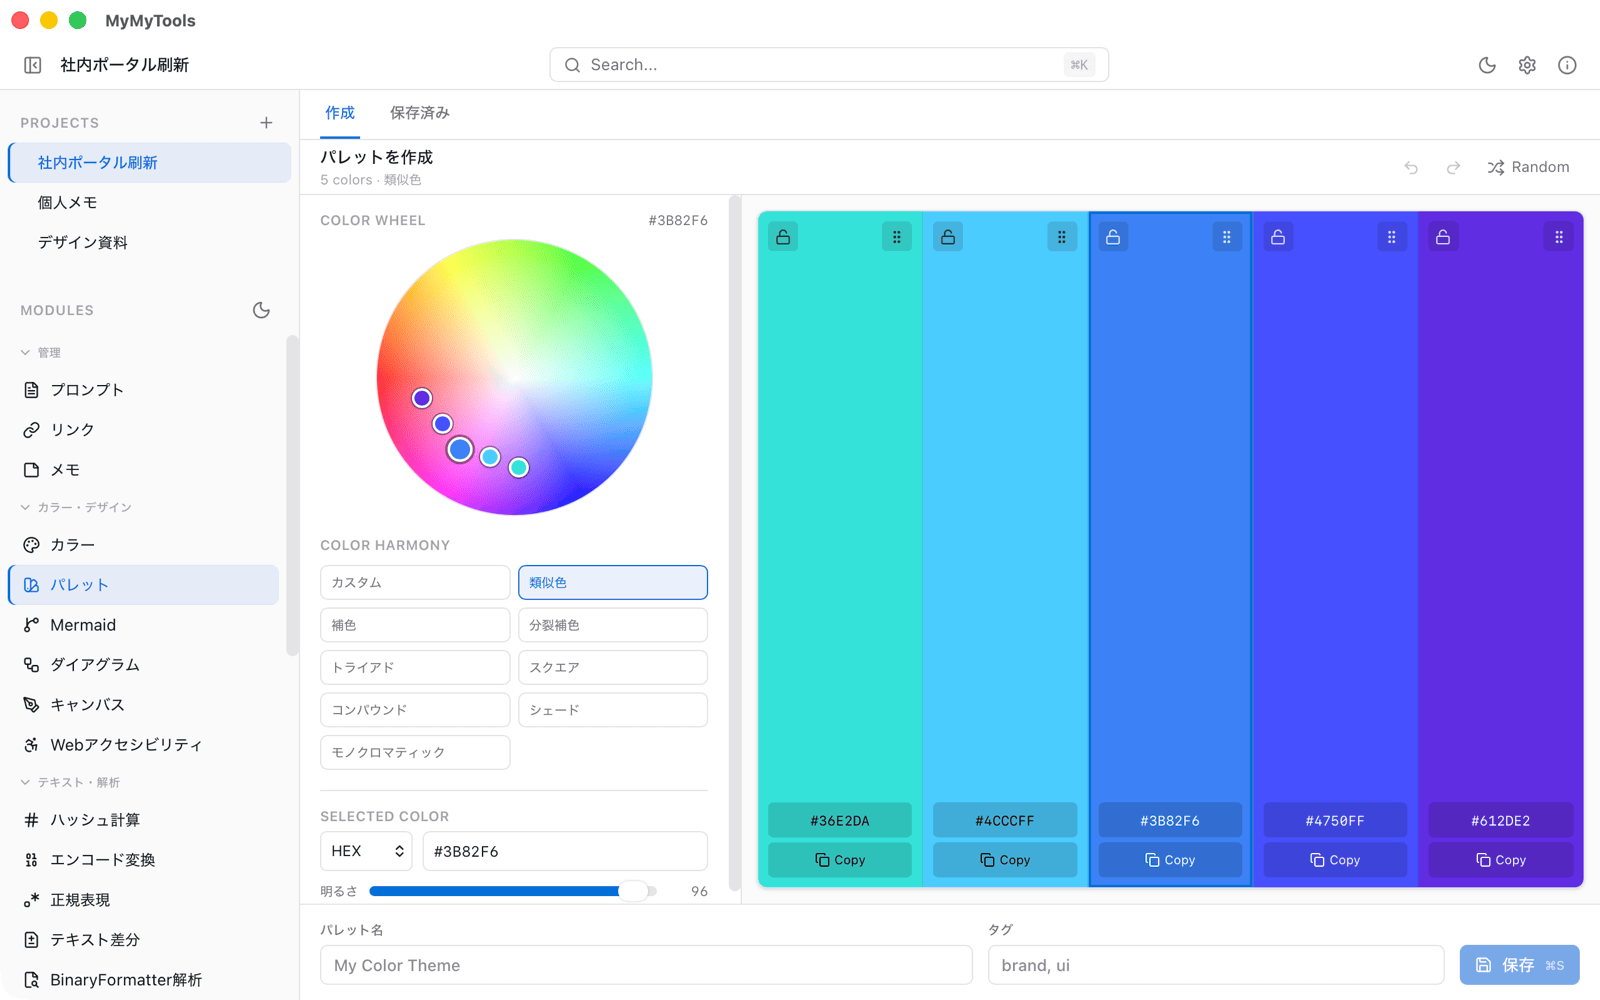 MyMyTools
社内ポータル刷新
Search...
⌘K
PROJECTS
社内ポータル刷新
個人メモ
デザイン資料
MODULES
管理
プロンプト
リンク
メモ
カラー・デザイン
カラー
パレット
Mermaid
ダイアグラム
キャンバス
Webアクセシビリティ
テキスト・解析
ハッシュ計算
エンコード変換
正規表現
テキスト差分
BinaryFormatter解析
作成
保存済み
パレットを作成
5 colors · 類似色
Random
COLOR WHEEL
#3B82F6
COLOR HARMONY
カスタム
類似色
補色
分裂補色
トライアド
スクエア
コンパウンド
シェード
モノクロマティック
SELECTED COLOR
HEX
#3B82F6
明るさ
96
#36E2DA
#4CCCFF
#3B82F6
#4750FF
#612DE2
Copy
Copy
Copy
Copy
Copy
パレット名
My Color Theme
タグ
brand, ui
保存 ⌘S